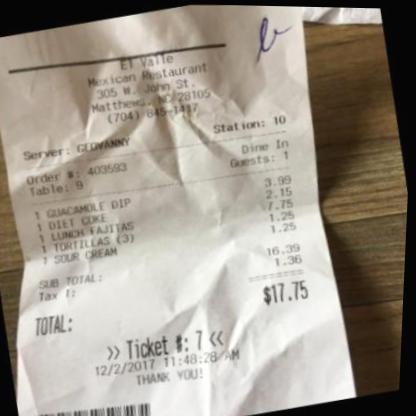 El Valle
Mexican Restaurant
305 W. John St.
Matthews, NC 28105
(704) 845-1417
Station: 10
Server: GEOVANNY
Order #: 403593 Dine In
Table: 9 Guests: 1
1 GUACAMOLE DIP 3.99
1 DIET COKE 2.15
1 LUNCH FAJITAS 7.75
1 TORTILLAS (3) 1.25
1 SOUR CREAM 1.25
SUB TOTAL: 16.39
Tax 1: 1.36
TOTAL: $17.75
>> Ticket #: 7 <<
12/2/2017 11:48:28 AM
THANK YOU!